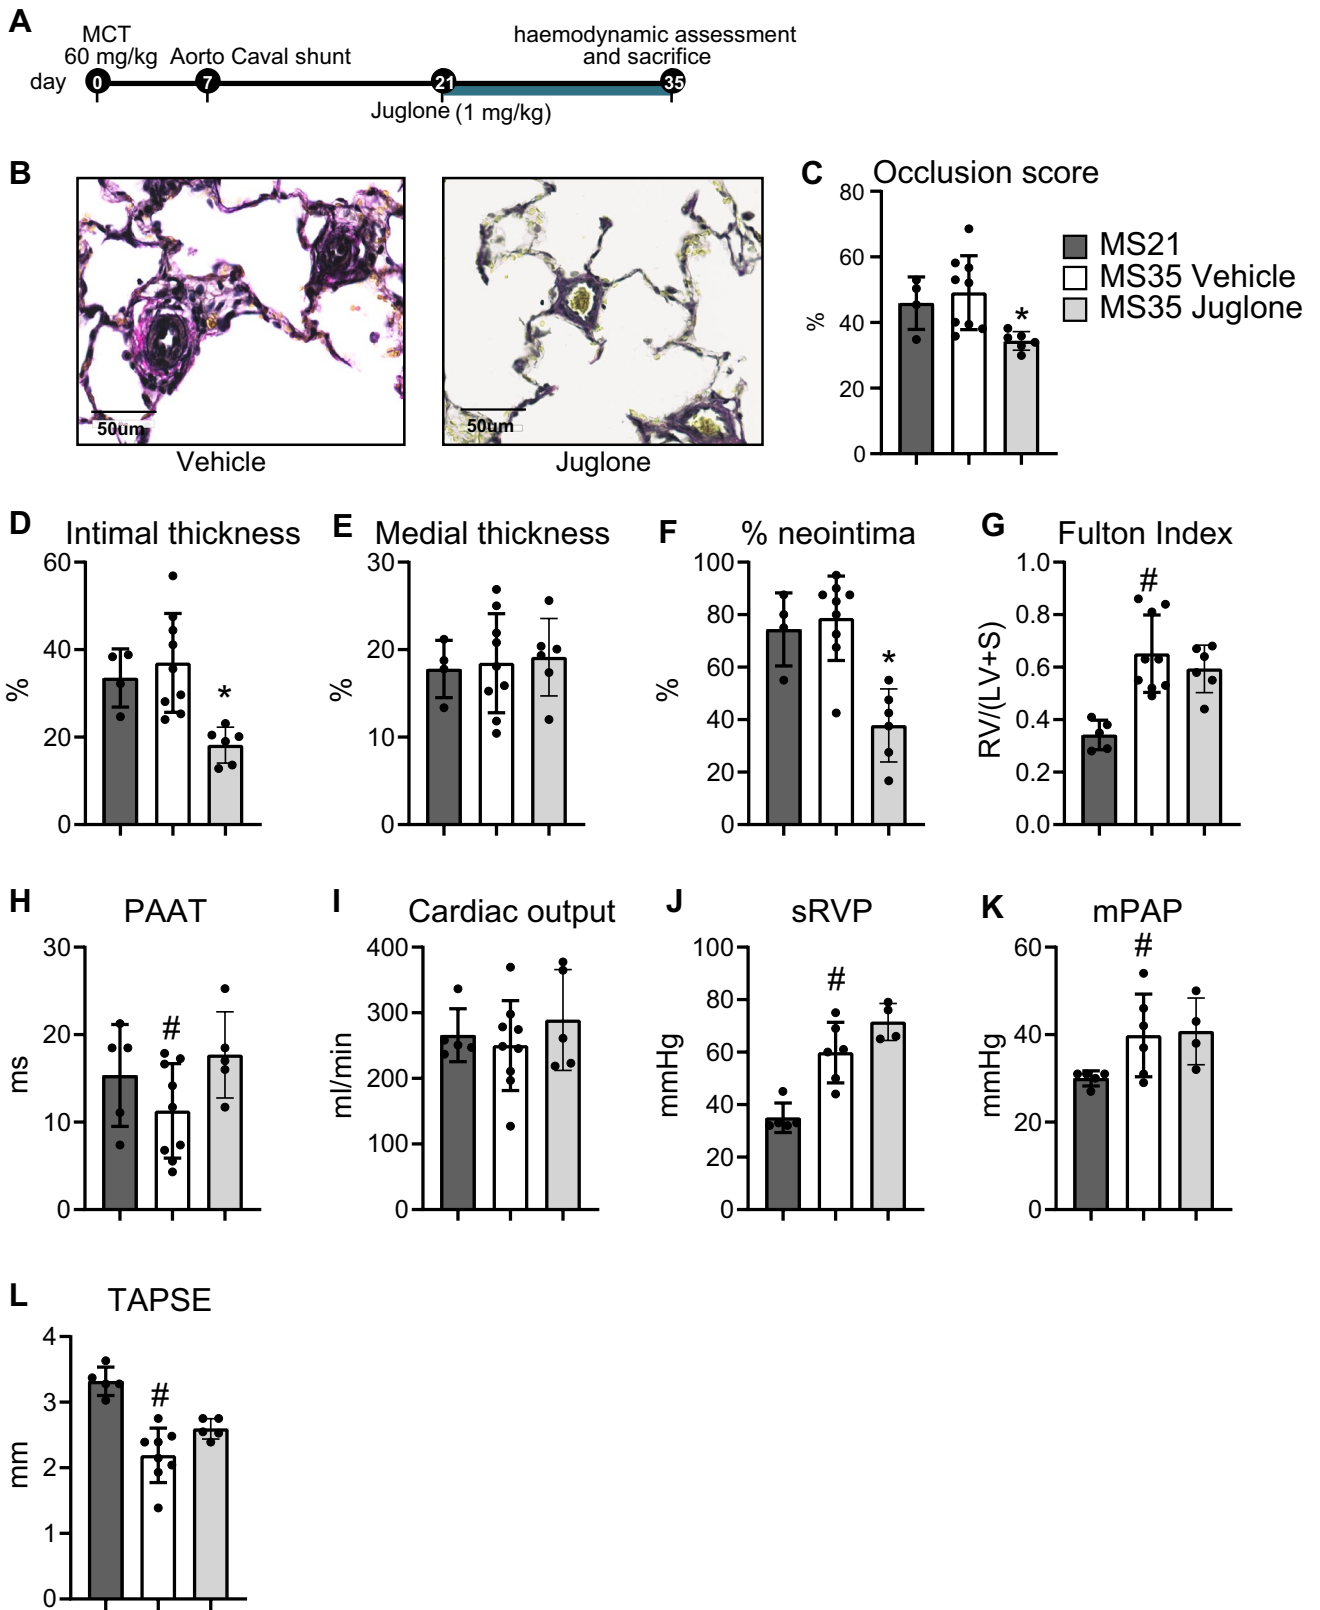 A
MCT
60 mg/kg
Aorto Caval shunt
haemodynamic assessment
and sacrifice
day
0
7
21
35
Juglone (1 mg/kg)
B
50um
Vehicle
50um
Juglone
C
Occlusion score
80
60
40
20
0
%
*
MS21
MS35 Vehicle
MS35 Juglone
D
Intimal thickness
60
40
20
0
%
*
E
Medial thickness
30
20
10
0
%
F
% neointima
100
80
60
40
20
0
%
*
G
Fulton Index
1.0
0.8
0.6
0.4
0.2
0.0
RV/(LV+S)
#
H
PAAT
30
20
10
0
ms
#
I
Cardiac output
400
300
200
100
0
ml/min
J
sRVP
100
80
60
40
20
0
mmHg
#
K
mPAP
60
40
20
0
mmHg
#
L
TAPSE
4
3
2
1
0
mm
#